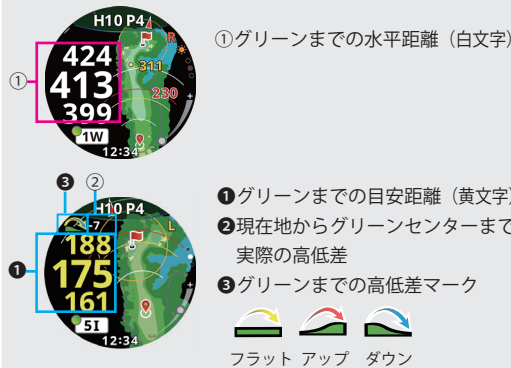 H10 P4
R
424
413
399
311
230
1W
12:34
①
①グリーンまでの水平距離（白文字）
❸ ②
H10 P4
-7
L
188
175
161
5I
12:34
❶
❶グリーンまでの目安距離（黄文字）
❷現在地からグリーンセンターまで
実際の高低差
❸グリーンまでの高低差マーク
フラット アップ ダウン